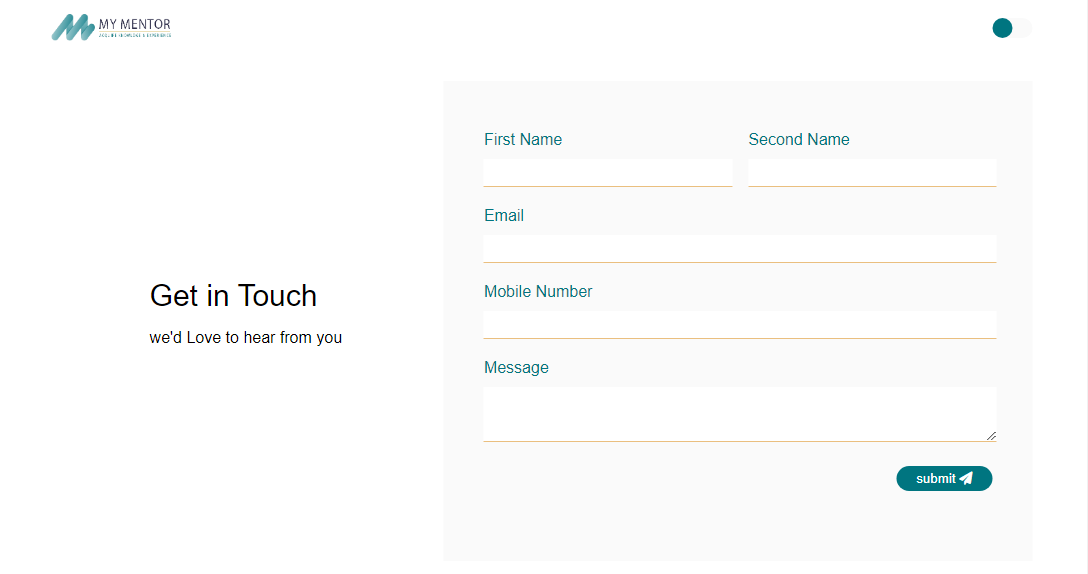 MY MENTOR
Get in Touch
we'd Love to hear from you
First Name
Second Name
Email
Mobile Number
Message
submit